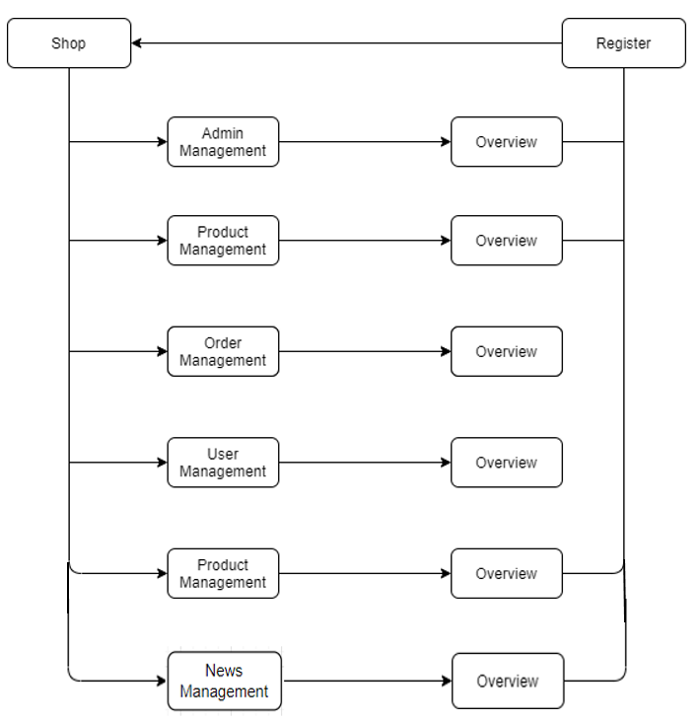 Shop
Register
Admin
Management
Overview
Product
Management
Overview
Order
Management
Overview
User
Management
Overview
Product
Management
Overview
News
Management
Overview